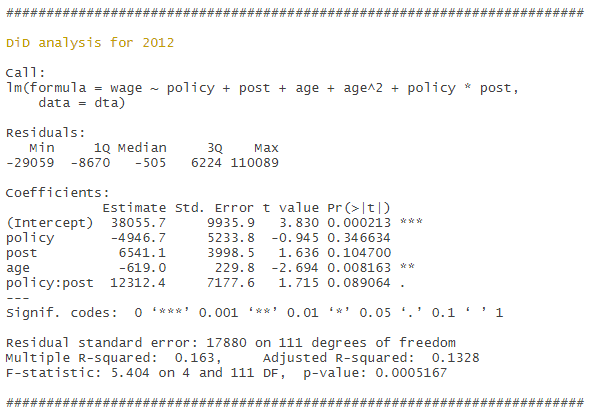 ################################################################################
DiD analysis for 2012
Call:
lm(formula = wage ~ policy + post + age + age^2 + policy * post,
    data = dta)
Residuals:
   Min     1Q Median     3Q    Max
-29059  -8670   -505   6224 110089
Coefficients:
            Estimate Std. Error t value Pr(>|t|)
(Intercept)  38055.7     9935.9   3.830 0.000213 ***
policy       -4946.7     5233.8  -0.945 0.346634
post          6541.1     3998.5   1.636 0.104700
age           -619.0      229.8  -2.694 0.008163 **
policy:post  12312.4     7177.6   1.715 0.089064 .
---
Signif. codes:  0 ‘***’ 0.001 ‘**’ 0.01 ‘*’ 0.05 ‘.’ 0.1 ‘ ’ 1
Residual standard error: 17880 on 111 degrees of freedom
Multiple R-squared:  0.163,	Adjusted R-squared:  0.1328
F-statistic: 5.404 on 4 and 111 DF,  p-value: 0.0005167
################################################################################